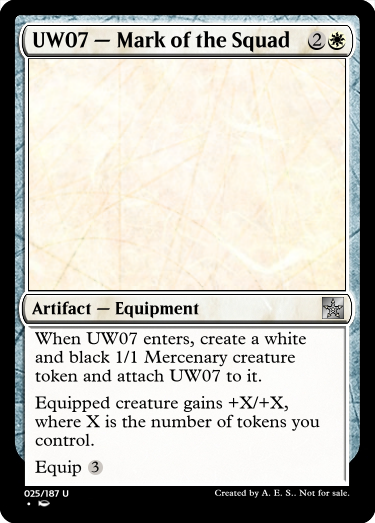 UW07 — Mark of the Squad 2
Artifact — Equipment
When UW07 enters, create a white
and black 1/1 Mercenary creature
token and attach UW07 to it.
Equipped creature gains +X/+X,
where X is the number of tokens you
control.
Equip 3
025/187 U
Created by A. E. S.. Not for sale.